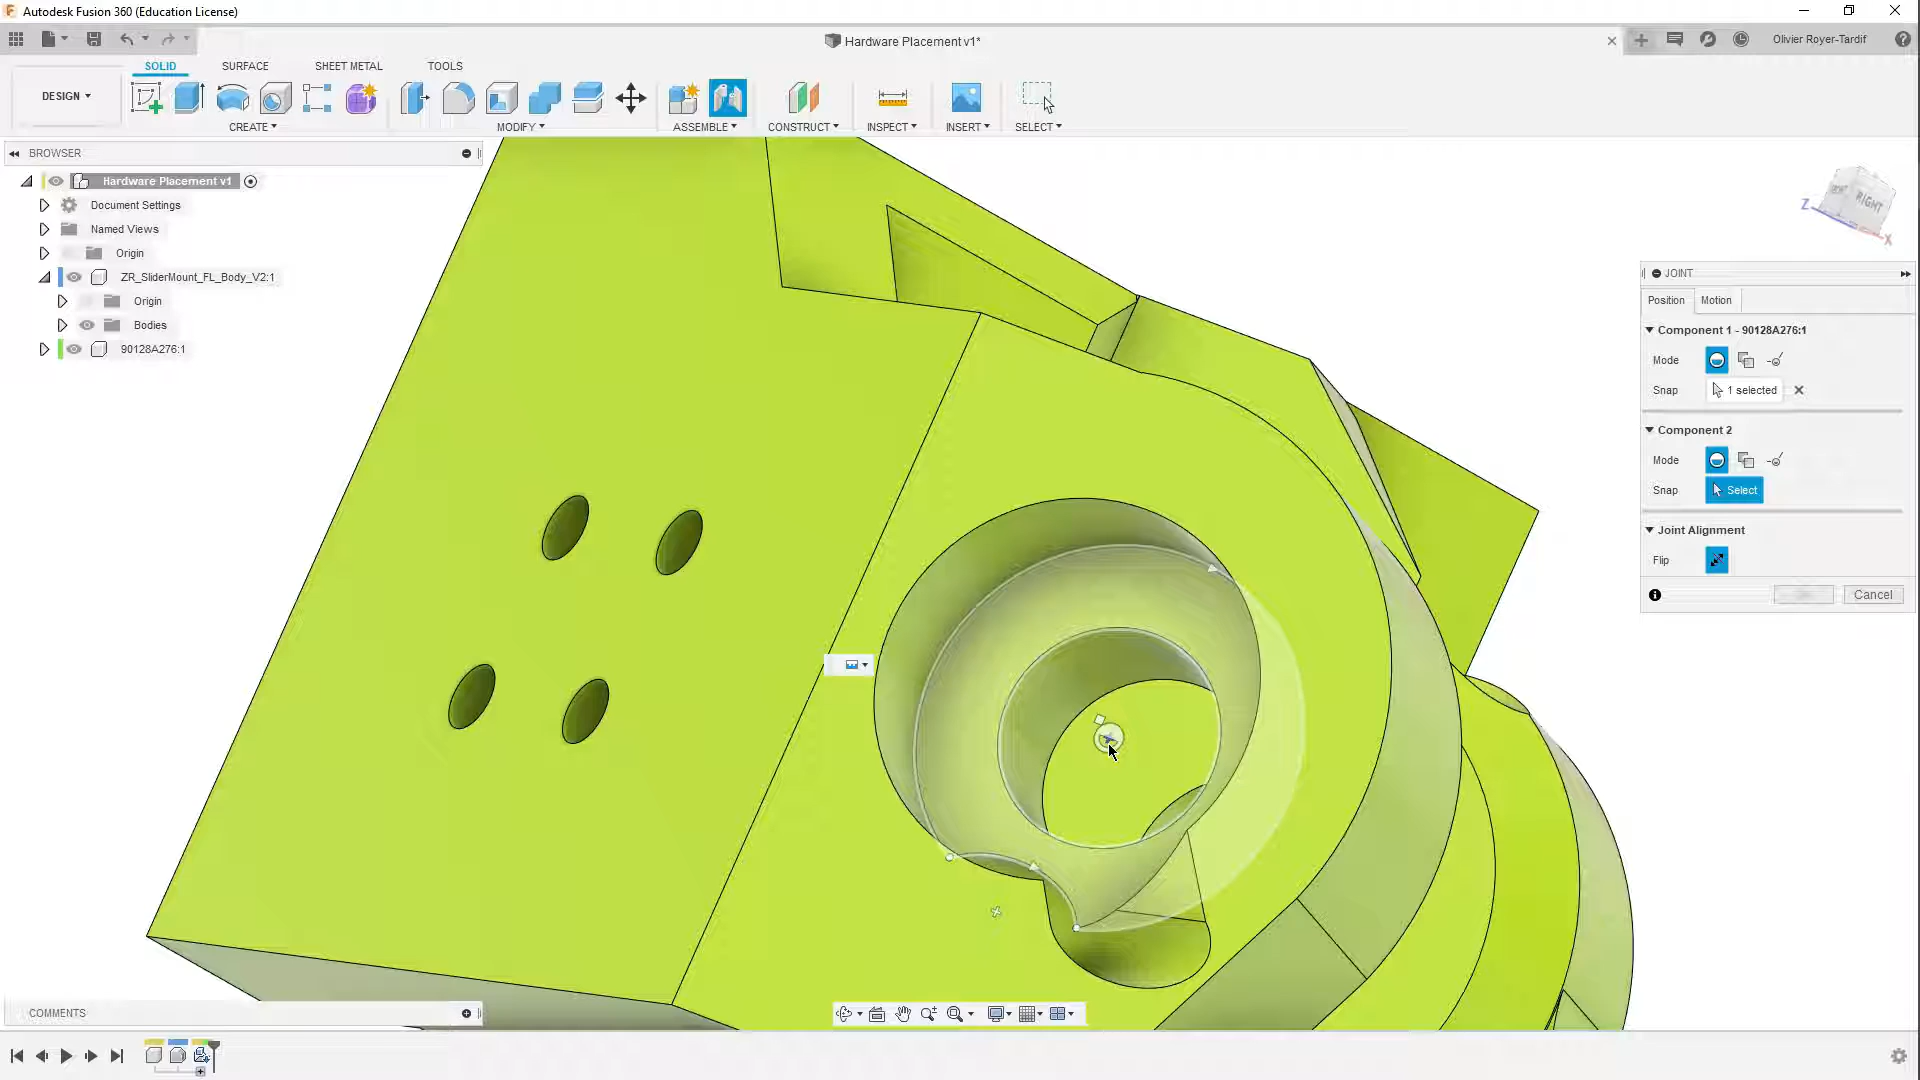 Autodesk Fusion 360 (Education License)
Hardware Placement v1*
Olivier Royer-Tardif
DESIGN
SOLID
SURFACE
SHEET METAL
TOOLS
CREATE
MODIFY
ASSEMBLE
CONSTRUCT
INSPECT
INSERT
SELECT
BROWSER
Hardware Placement v1
Document Settings
Named Views
Origin
ZR_SliderMount_FL_Body_V2:1
Origin
Bodies
90128A276:1
RIGHT
Z
X
JOINT
Position
Motion
Component 1 - 90128A276:1
Mode
Snap
1 selected
Component 2
Mode
Snap
Select
Joint Alignment
Flip
Cancel
COMMENTS